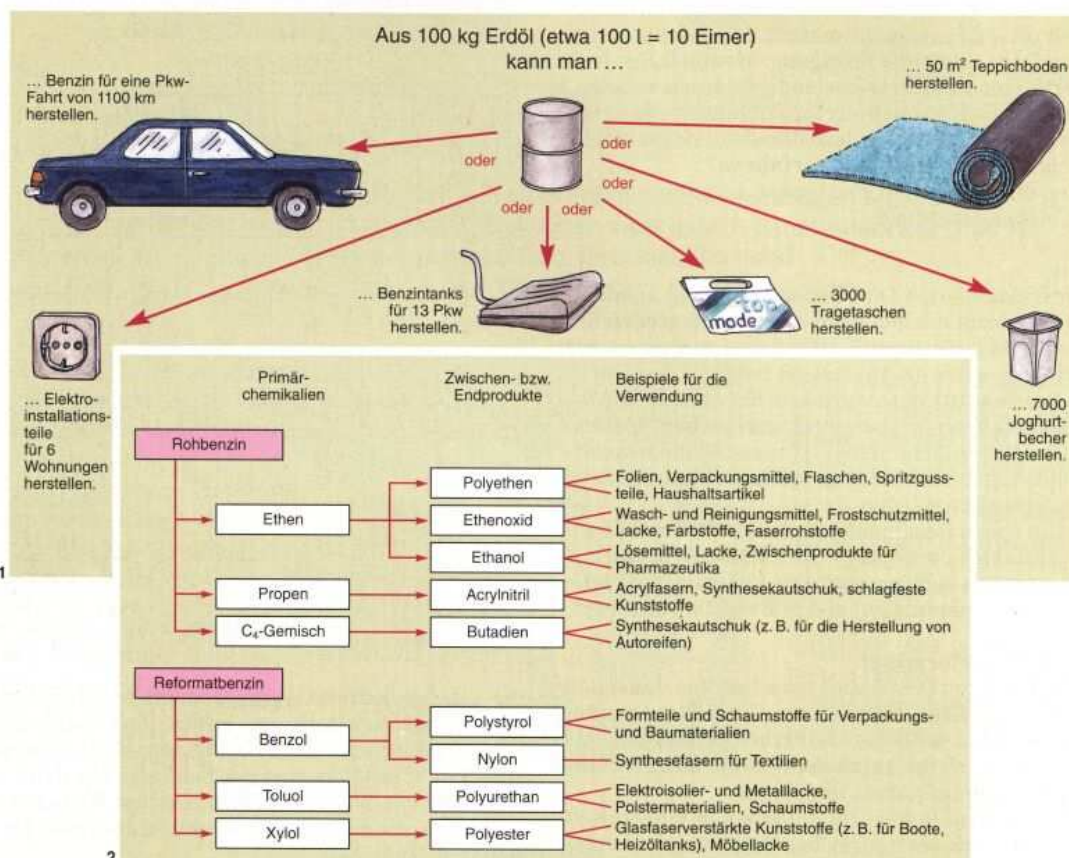 Aus 100 kg Erdöl (etwa 100 l = 10 Eimer)
kann man ...
... Benzin für eine Pkw-
Fahrt von 1100 km
herstellen.
... 50 m² Teppichboden
herstellen.
oder
oder
oder
oder
oder
... Benzintanks
für 13 Pkw
herstellen.
top
mode
... 3000
Tragetaschen
herstellen.
... Elektro-
installations-
teile
für 6
Wohnungen
herstellen.
... 7000
Joghurt-
becher
herstellen.
1
Primär-
chemikalien
Zwischen- bzw.
Endprodukte
Beispiele für die
Verwendung
Rohbenzin
Ethen
Polyethen
Folien, Verpackungsmittel, Flaschen, Spritzguss-
teile, Haushaltsartikel
Ethenoxid
Wasch- und Reinigungsmittel, Frostschutzmittel,
Lacke, Farbstoffe, Faserrohstoffe
Ethanol
Lösemittel, Lacke, Zwischenprodukte für
Pharmazeutika
Propen
Acrylnitril
Acrylfasern, Synthesekautschuk, schlagfeste
Kunststoffe
C₄-Gemisch
Butadien
Synthesekautschuk (z. B. für die Herstellung von
Autoreifen)
Reformatbenzin
Benzol
Polystyrol
Formteile und Schaumstoffe für Verpackungs-
und Baumaterialien
Nylon
Synthesefasern für Textilien
Toluol
Polyurethan
Elektroisolier- und Metalllacke,
Polstermaterialien, Schaumstoffe
Xylol
Polyester
Glasfaserverstärkte Kunststoffe (z. B. für Boote,
Heizöltanks), Möbellacke
2